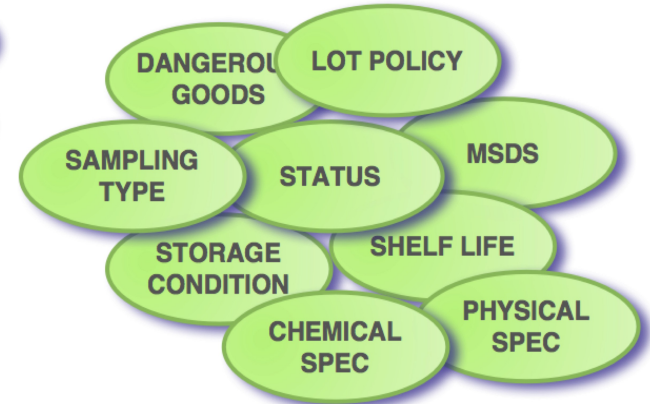 DANGEROU
GOODS
LOT POLICY
SAMPLING
TYPE
STATUS
MSDS
STORAGE
CONDITION
SHELF LIFE
CHEMICAL
SPEC
PHYSICAL
SPEC